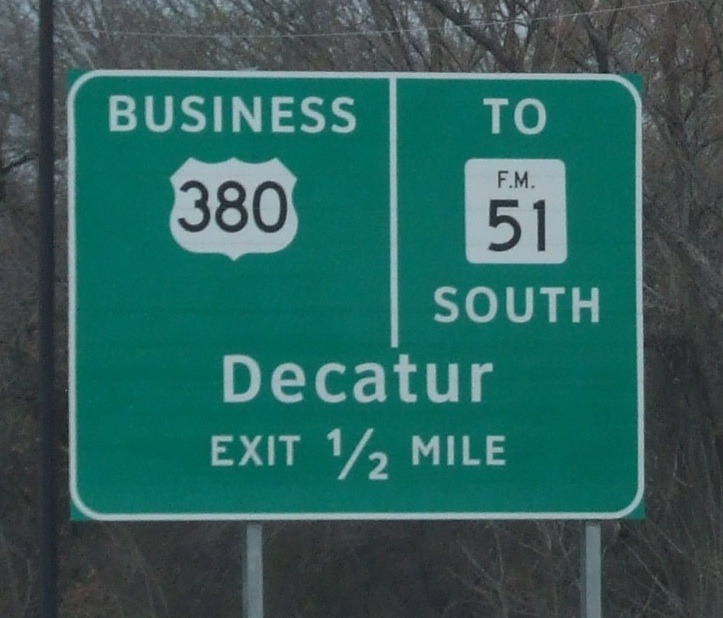 BUSINESS
380
TO
F.M.
51
SOUTH
Decatur
EXIT 1/2 MILE